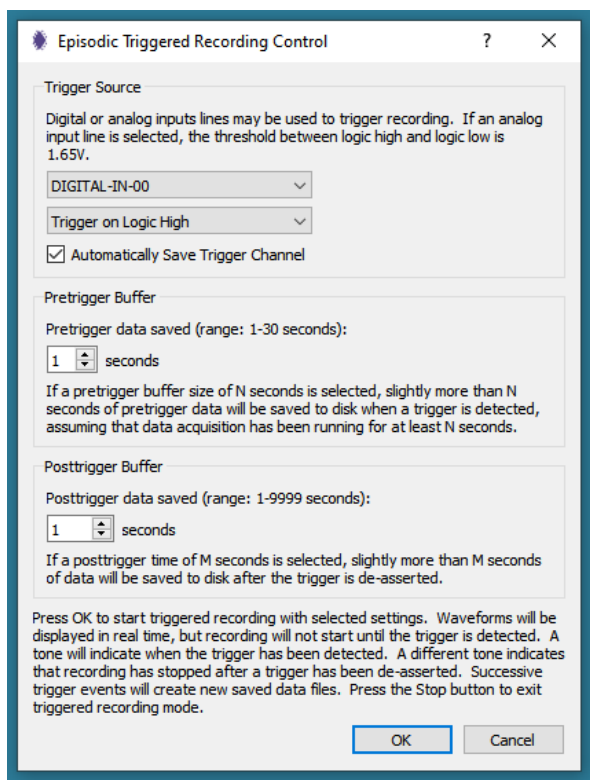 Episodic Triggered Recording Control
Trigger Source
Digital or analog inputs lines may be used to trigger recording. If an analog
input line is selected, the threshold between logic high and logic low is
1.65V.
DIGITAL-IN-00
Trigger on Logic High
Automatically Save Trigger Channel
Pretrigger Buffer
Pretrigger data saved (range: 1-30 seconds):
1 seconds
If a pretrigger buffer size of N seconds is selected, slightly more than N
seconds of pretrigger data will be saved to disk when a trigger is detected,
assuming that data acquisition has been running for at least N seconds.
Posttrigger Buffer
Posttrigger data saved (range: 1-9999 seconds):
1 seconds
If a posttrigger time of M seconds is selected, slightly more than M seconds
of data will be saved to disk after the trigger is de-asserted.
Press OK to start triggered recording with selected settings. Waveforms will be
displayed in real time, but recording will not start until the trigger is detected. A
tone will indicate when the trigger has been detected. A different tone indicates
that recording has stopped after a trigger has been de-asserted. Successive
trigger events will create new saved data files. Press the Stop button to exit
triggered recording mode.
OK Cancel